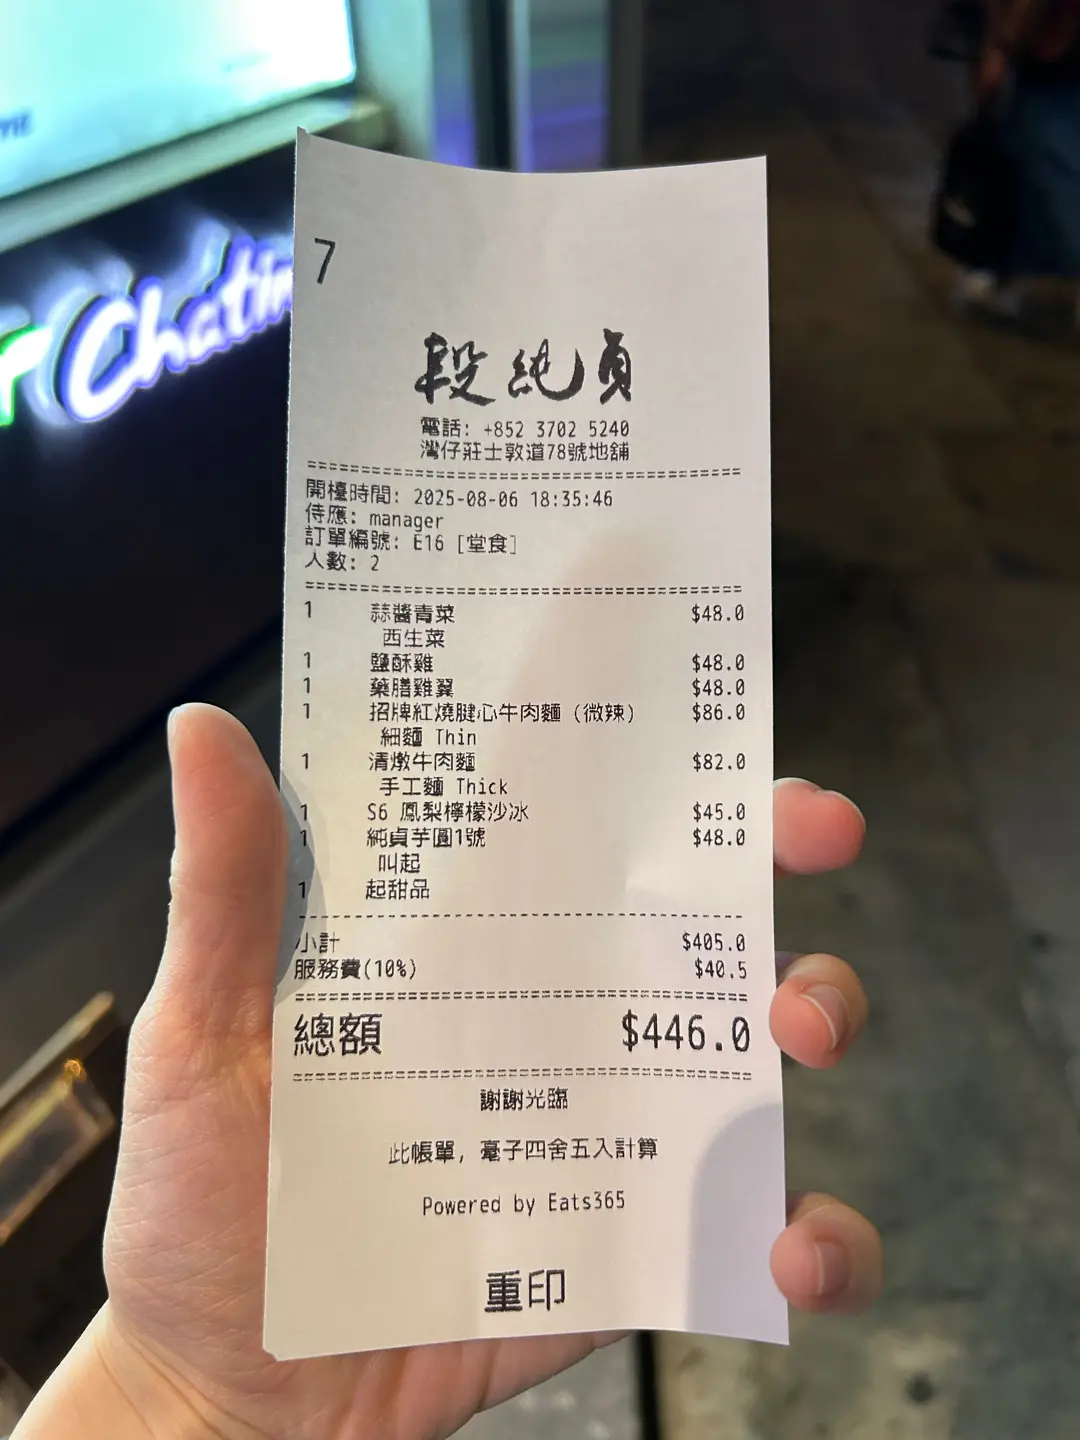 Chatin
7
段純貞
電話: +852 3702 5240
灣仔莊士敦道78號地舖
開檯時間: 2025-08-06 18:35:46
侍應: manager
訂單編號: E16 [堂食]
人數: 2
1 蒜醬青菜 $48.0
西生菜
1 鹽酥雞 $48.0
1 藥膳雞翼 $48.0
1 招牌紅燒腱心牛肉麵 (微辣) $86.0
細麵 Thin
1 清燉牛肉麵 $82.0
手工麵 Thick
1 S6 鳳梨檸檬沙冰 $45.0
1 純貞芋圓1號 $48.0
叫起
1 起甜品
小計 $405.0
服務費(10%) $40.5
總額 $446.0
謝謝光臨
此帳單, 毫子四舍五入計算
Powered by Eats365
重印